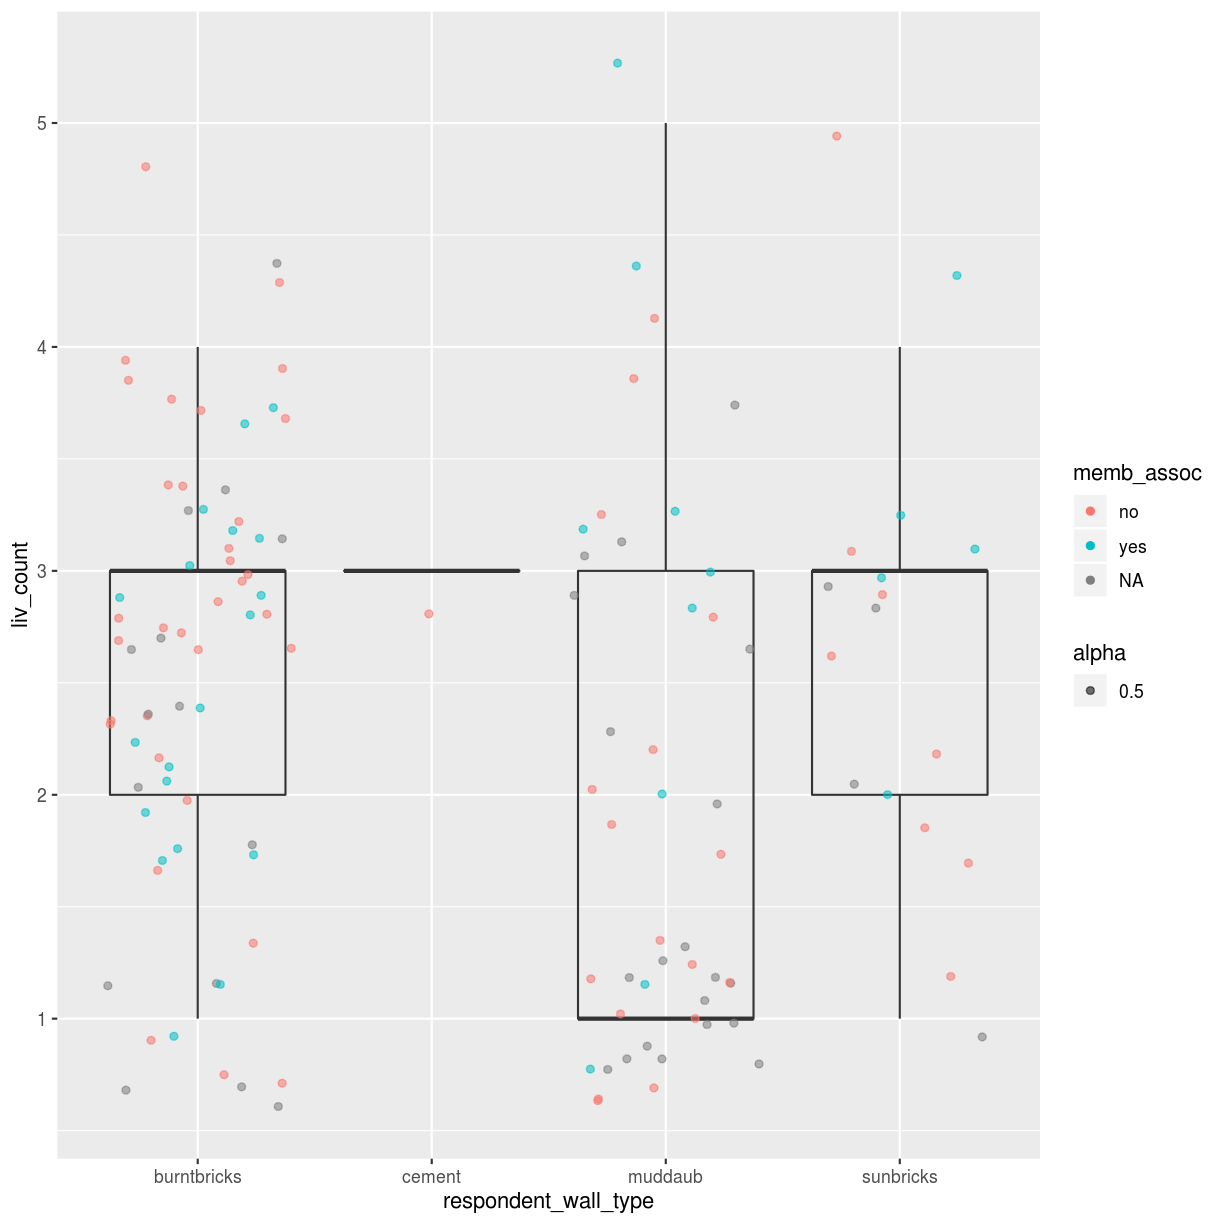 5
4
3
2
1
liv_count
burntbricks
cement
muddaub
sunbricks
respondent_wall_type
memb_assoc
no
yes
NA
alpha
0.5